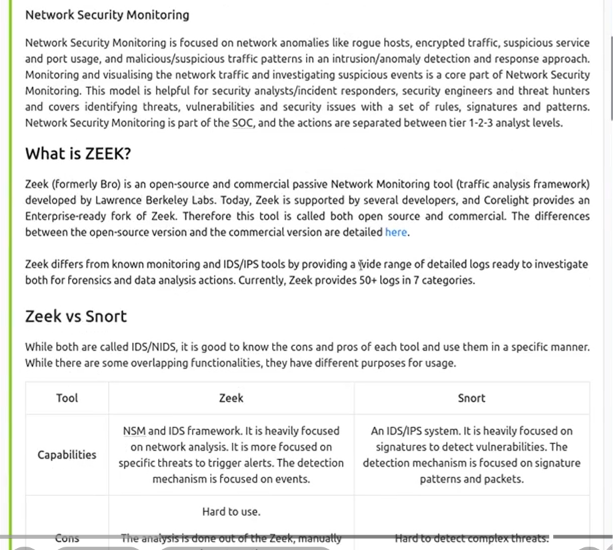 Network Security Monitoring
Network Security Monitoring is focused on network anomalies like rogue hosts, encrypted traffic, suspicious service
and port usage, and malicious/suspicious traffic patterns in an intrusion/anomaly detection and response approach.
Monitoring and visualising the network traffic and investigating suspicious events is a core part of Network Security
Monitoring. This model is helpful for security analysts/incident responders, security engineers and threat hunters
and covers identifying threats, vulnerabilities and security issues with a set of rules, signatures and patterns.
Network Security Monitoring is part of the SOC, and the actions are separated between tier 1-2-3 analyst levels.
What is ZEEK?
Zeek (formerly Bro) is an open-source and commercial passive Network Monitoring tool (traffic analysis framework)
developed by Lawrence Berkeley Labs. Today, Zeek is supported by several developers, and Corelight provides an
Enterprise-ready fork of Zeek. Therefore this tool is called both open source and commercial. The differences
between the open-source version and the commercial version are detailed here.
Zeek differs from known monitoring and IDS/IPS tools by providing a wide range of detailed logs ready to investigate
both for forensics and data analysis actions. Currently, Zeek provides 50+ logs in 7 categories.
Zeek vs Snort
While both are called IDS/NIDS, it is good to know the cons and pros of each tool and use them in a specific manner.
While there are some overlapping functionalities, they have different purposes for usage.
Tool Zeek Snort
NSM and IDS framework. It is heavily focused An IDS/IPS system. It is heavily focused on
on network analysis. It is more focused on signatures to detect vulnerabilities. The
Capabilities specific threats to trigger alerts. The detection detection mechanism is focused on signature
mechanism is focused on events. patterns and packets.
Hard to use.
Cons The analysis is done out of the Zeek, manually Hard to detect complex threats.